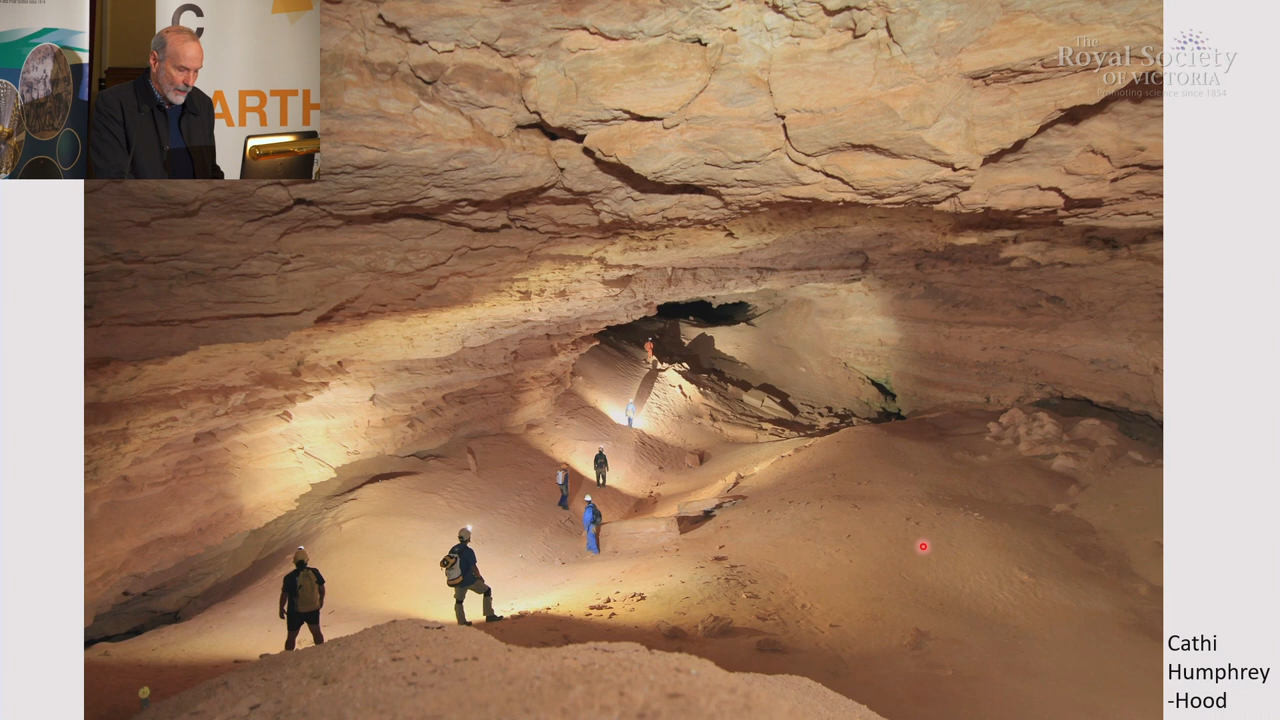 C
ARTH
The
Royal Society
OF VICTORIA
Promoting science since 1854
Cathi
Humphrey
-Hood